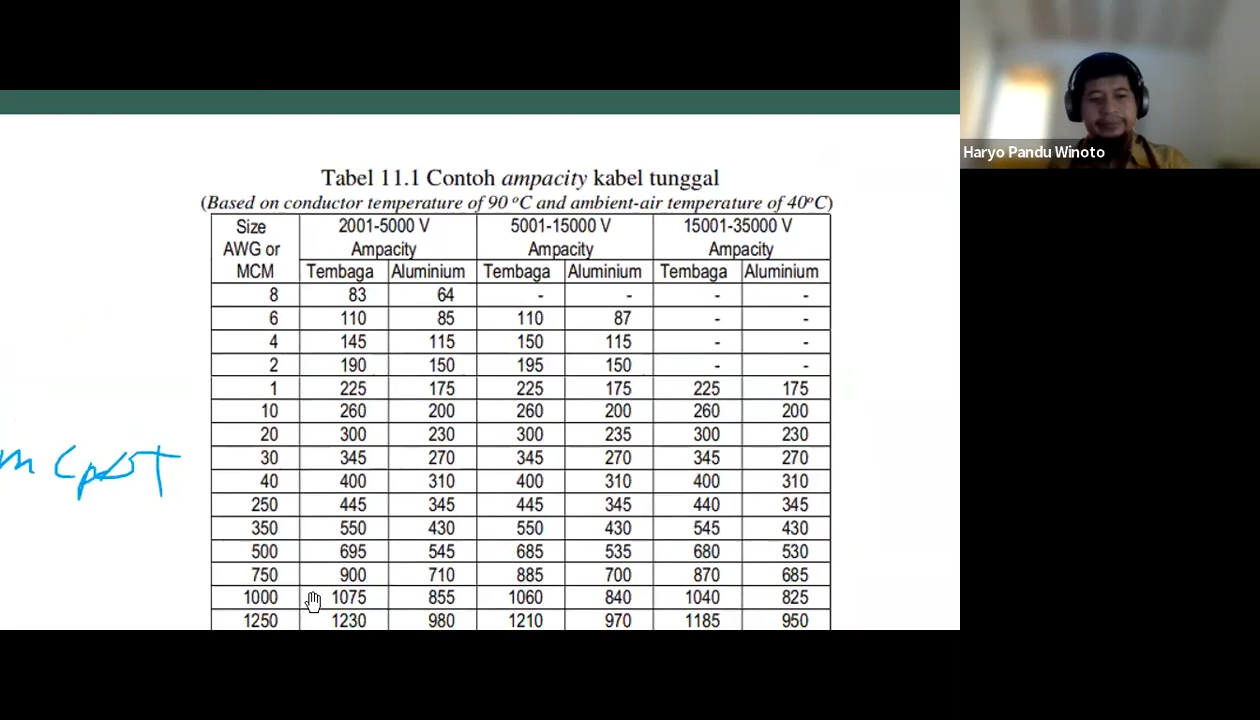 Tabel 11.1 Contoh ampacity kabel tunggal
(Based on conductor temperature of 90 °C and ambient-air temperature of 40°C)
Size AWG or MCM 2001-5000 V Ampacity 5001-15000 V Ampacity 15001-35000 V Ampacity
Tembaga Aluminium Tembaga Aluminium Tembaga Aluminium
8 83 64 - - - -
6 110 85 110 87 - -
4 145 115 150 115 - -
2 190 150 195 150 - -
1 225 175 225 175 225 175
10 260 200 260 200 260 200
20 300 230 300 235 300 230
30 345 270 345 270 345 270
40 400 310 400 310 400 310
250 445 345 445 345 440 345
350 550 430 550 430 545 430
500 695 545 685 535 680 530
750 900 710 885 700 870 685
1000 1075 855 1060 840 1040 825
1250 1230 980 1210 970 1185 950
Haryo Pandu Winoto